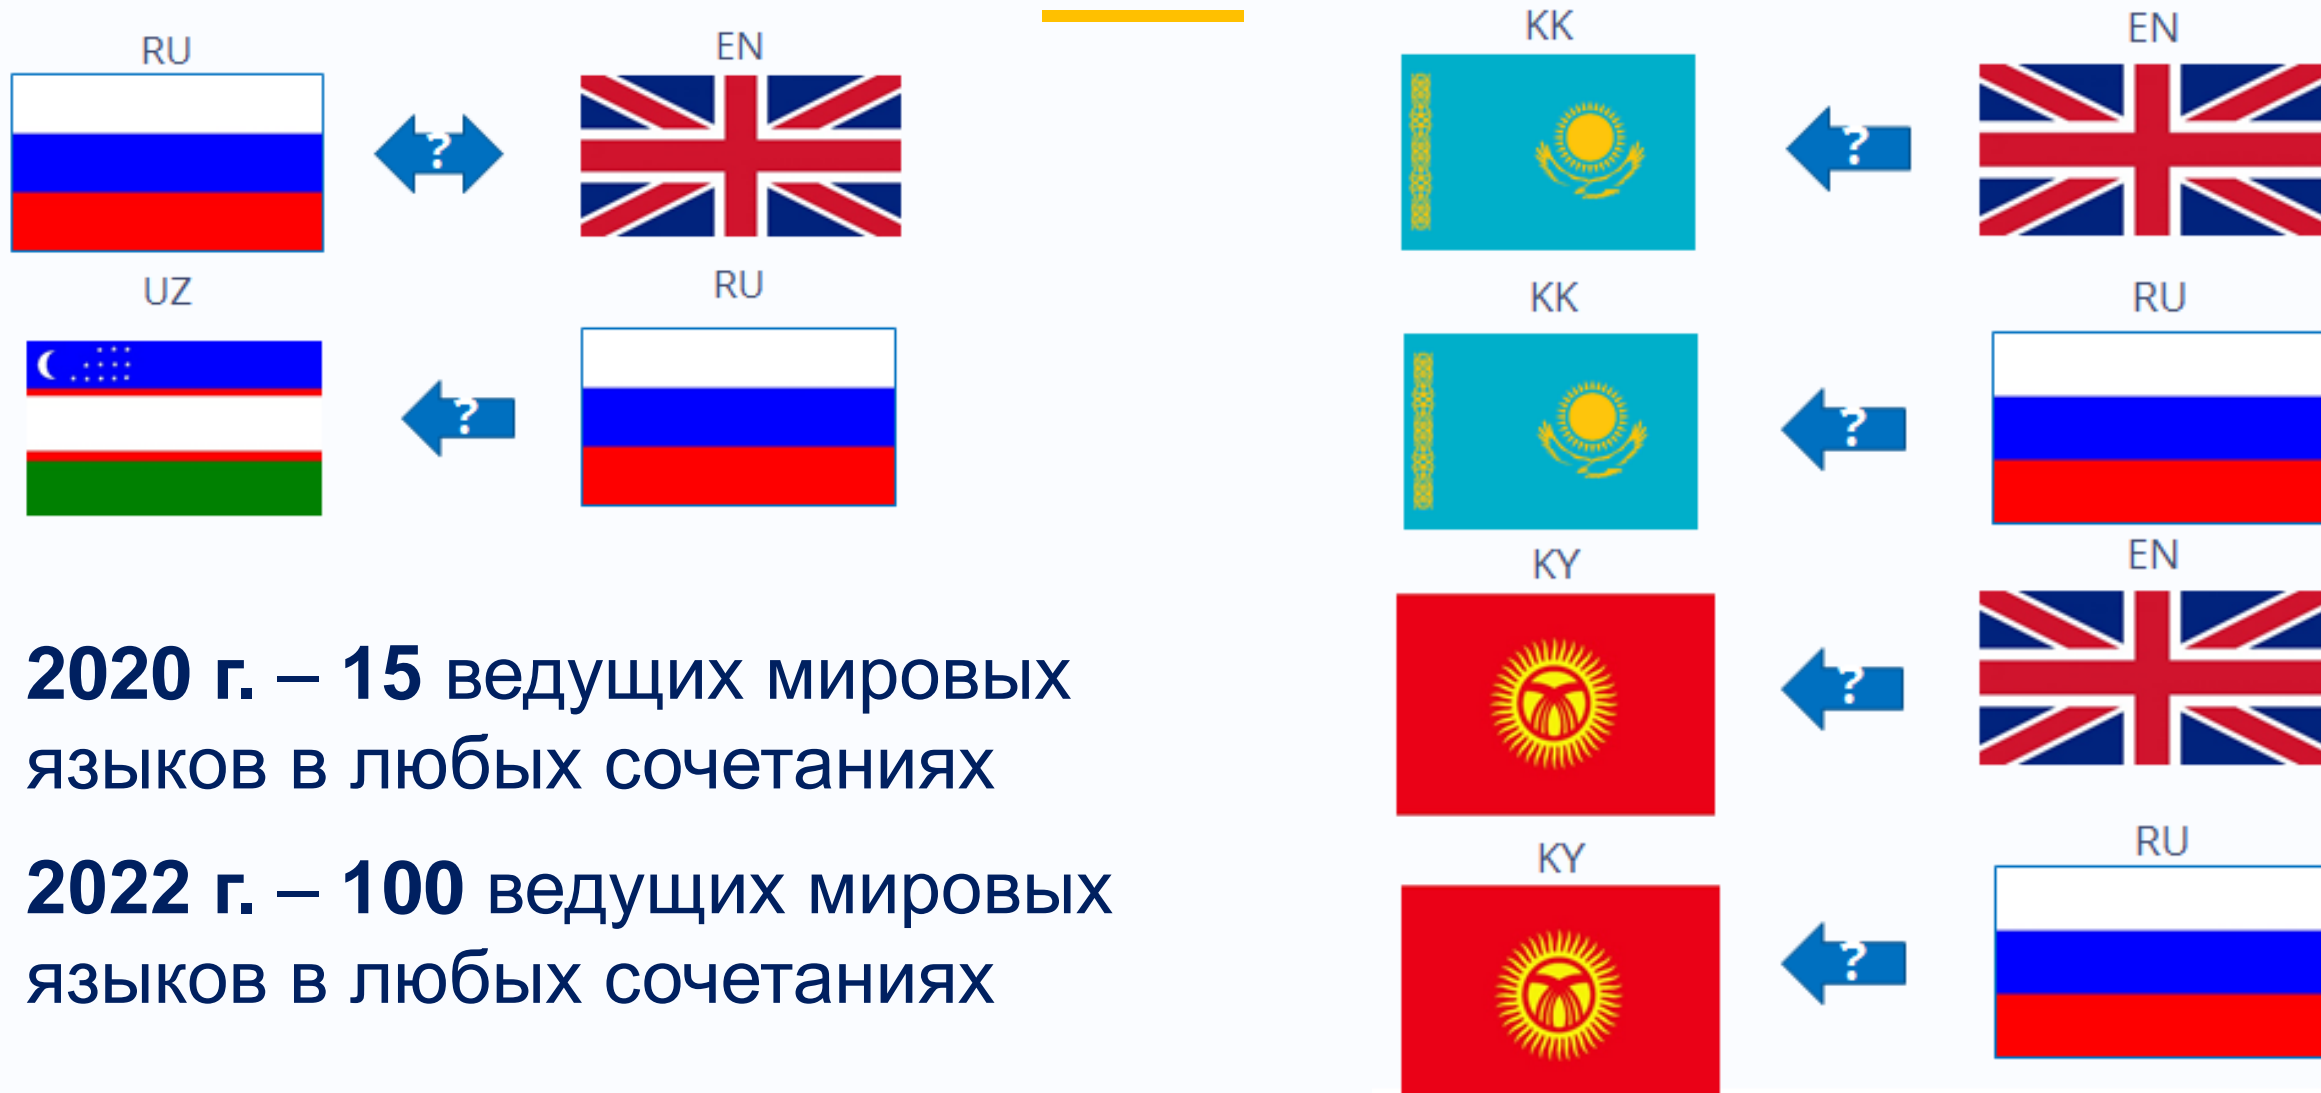 RU
EN
?
UZ
RU
?
2020 г. – 15 ведущих мировых
языков в любых сочетаниях
2022 г. – 100 ведущих мировых
языков в любых сочетаниях
KK
EN
?
KK
RU
?
KY
EN
?
KY
RU
?